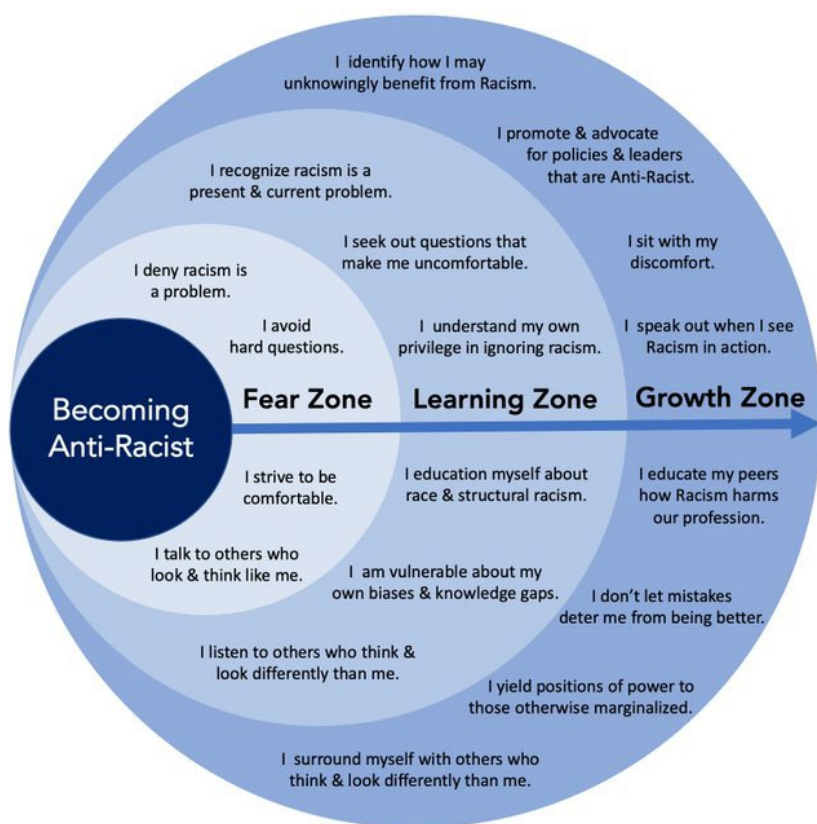 I  identify how I may
unknowingly benefit from Racism.
I promote & advocate
for policies & leaders
that are Anti-Racist.
I recognize racism is a
present & current problem.
I seek out questions that
make me uncomfortable.
I sit with my
discomfort.
I deny racism is
a problem.
I avoid
hard questions.
I  understand my own
privilege in ignoring racism.
I  speak out when I see
Racism in action.
Becoming
Anti-Racist
Fear Zone
Learning Zone
Growth Zone
I strive to be
comfortable.
I education myself about
race & structural racism.
I educate my peers
how Racism harms
our profession.
I talk to others who
look & think like me.
I  am vulnerable about my
own biases & knowledge gaps.
I don’t let mistakes
deter me from being better.
I listen to others who think &
look differently than me.
I yield positions of power to
those otherwise marginalized.
I  surround myself with others who
think & look differently than me.